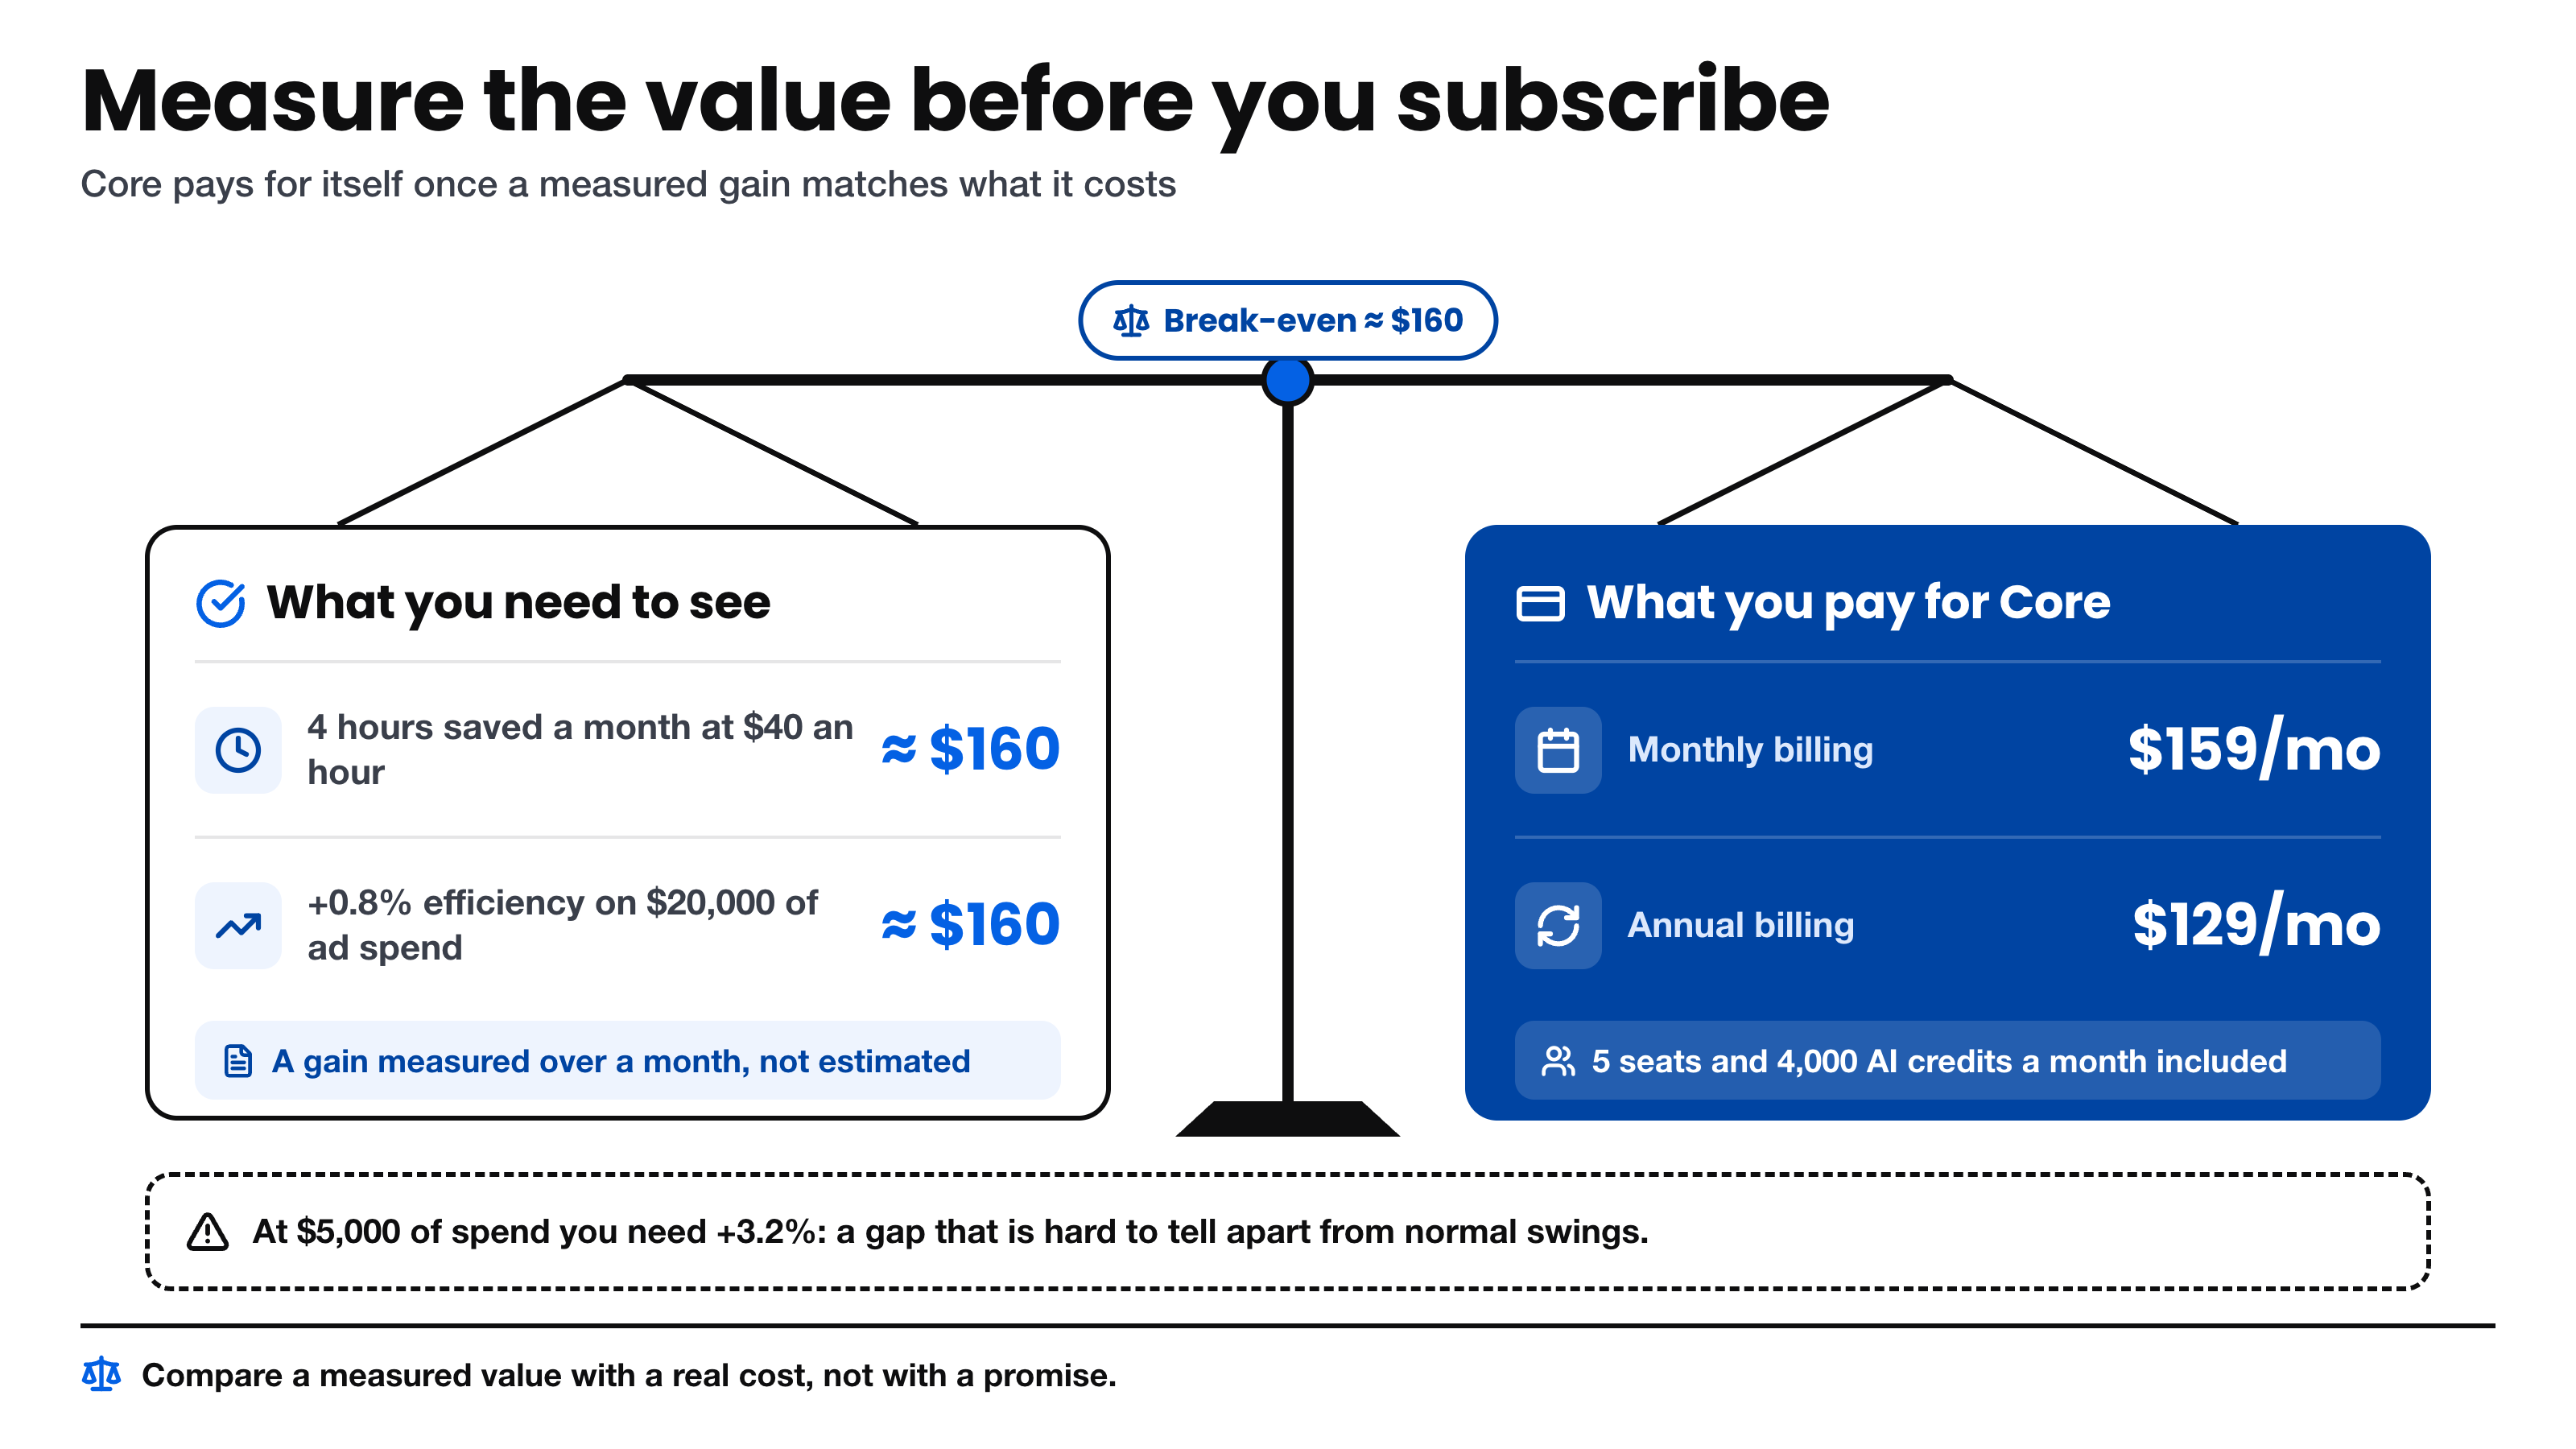 Measure the value before you subscribe
Core pays for itself once a measured gain matches what it costs
Break-even ≈ $160
What you need to see
4 hours saved a month at $40 an
hour
≈ $160
+0.8% efficiency on $20,000 of
ad spend
≈ $160
A gain measured over a month, not estimated
What you pay for Core
Monthly billing
$159/mo
Annual billing
$129/mo
5 seats and 4,000 AI credits a month included
At $5,000 of spend you need +3.2%: a gap that is hard to tell apart from normal swings.
Compare a measured value with a real cost, not with a promise.